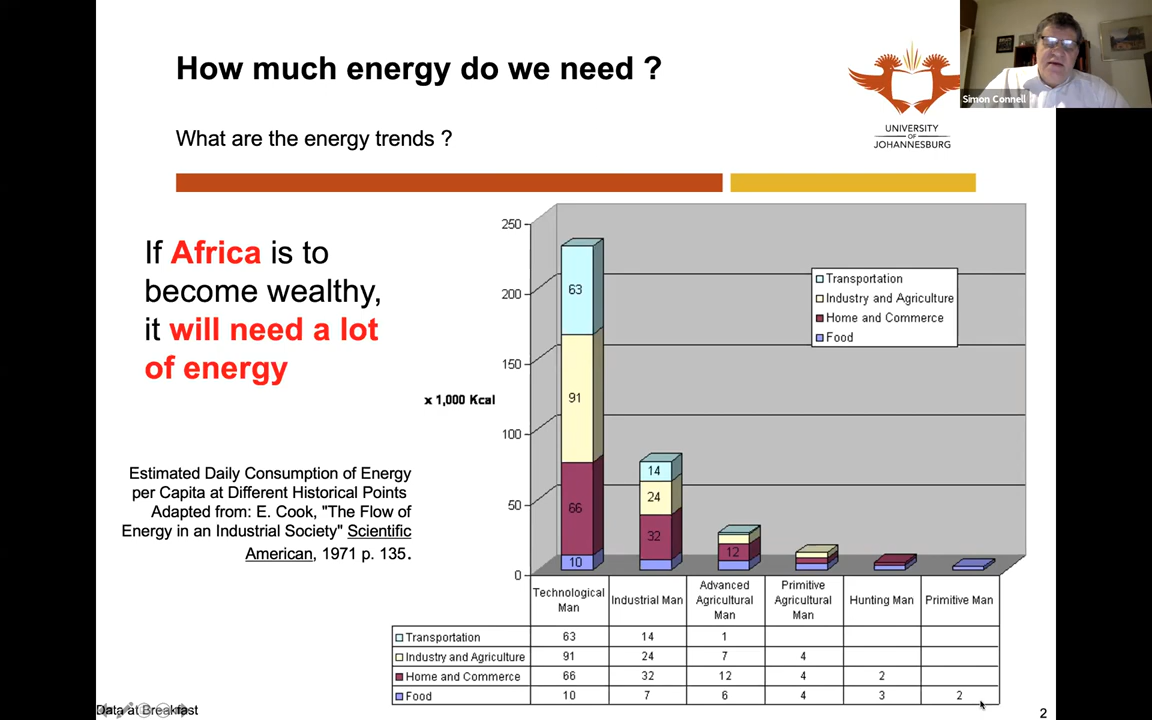 How much energy do we need ?
What are the energy trends ?
UNIVERSITY
OF
JOHANNESBURG
Simon Connell
If Africa is to
become wealthy,
it will need a lot
of energy
Estimated Daily Consumption of Energy
per Capita at Different Historical Points
Adapted from: E. Cook, "The Flow of
Energy in an Industrial Society" Scientific
American, 1971 p. 135.
x 1,000 Kcal
250
200
150
100
50
0
63
91
66
10
14
24
32
12
Transportation
Industry and Agriculture
Home and Commerce
Food
Technological Man Industrial Man Advanced Agricultural Man Primitive Agricultural Man Hunting Man Primitive Man
Transportation 63 14 1
Industry and Agriculture 91 24 7 4
Home and Commerce 66 32 12 4 2
Food 10 7 6 4 3 2
Data at Breakfast
2